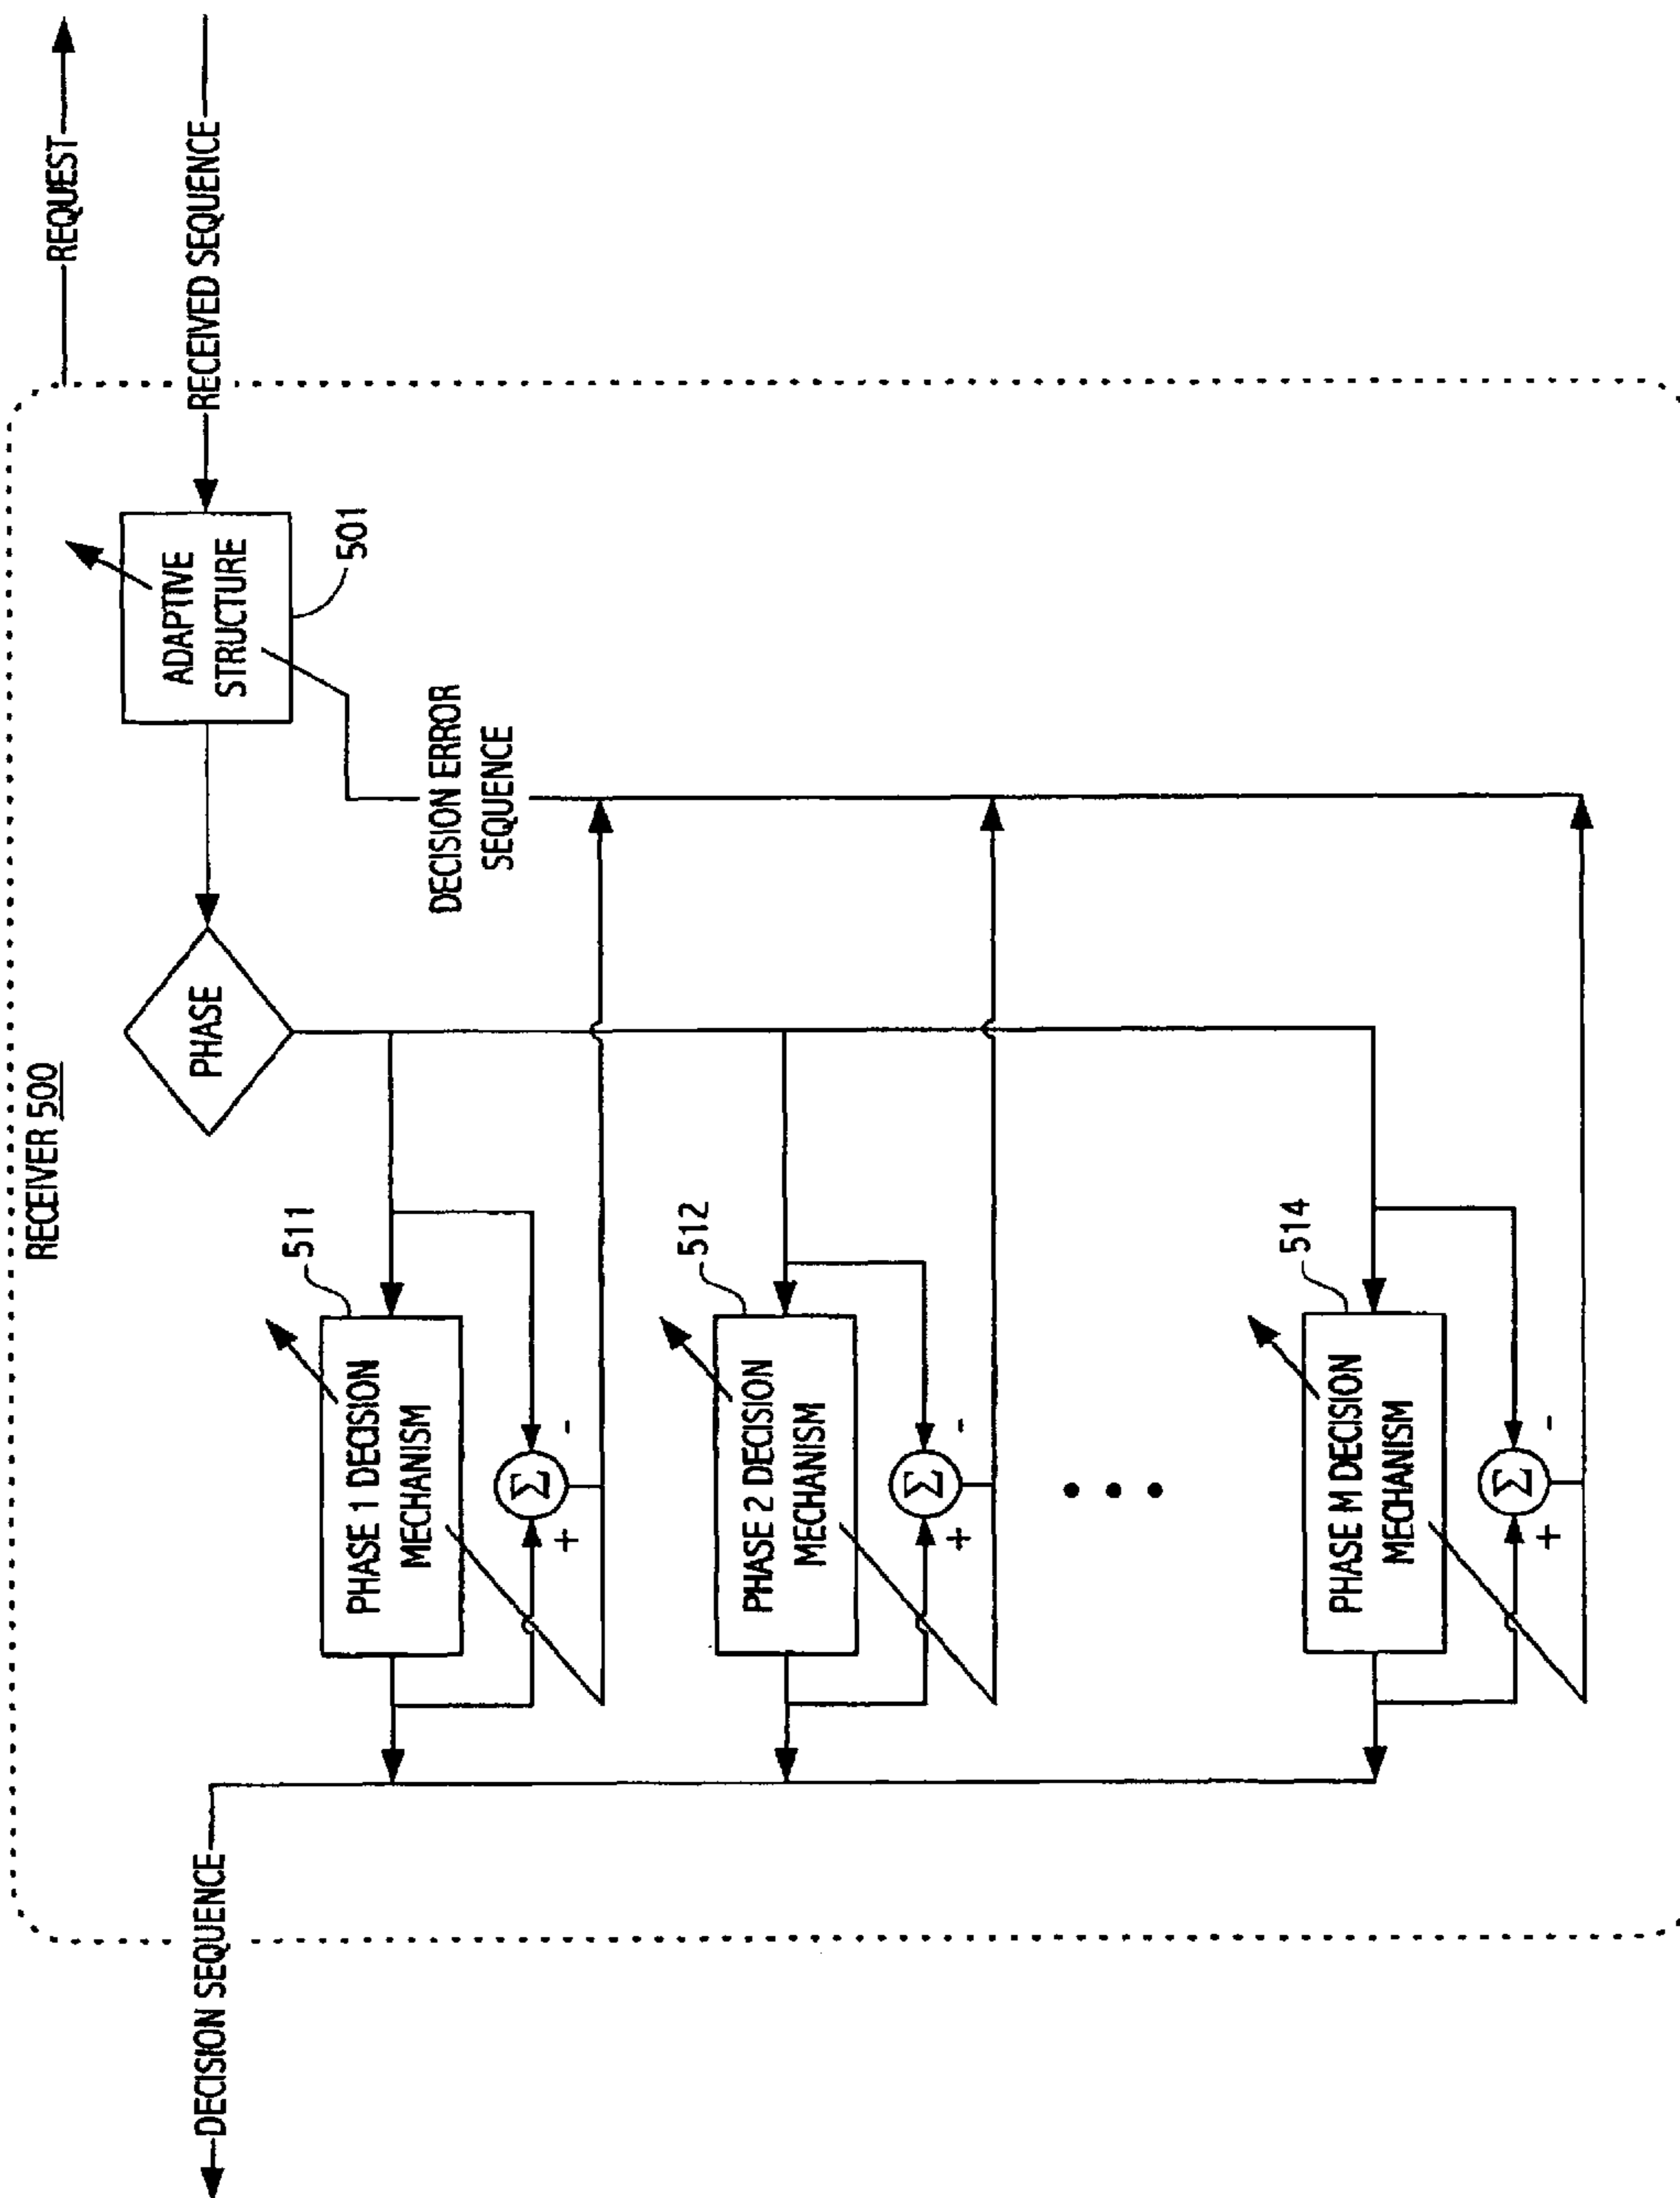 REQUEST
RECEIVED SEQUENCE
RECEIVER 500
ADAPTIVE
STRUCTURE
501
PHASE
DECISION ERROR
SEQUENCE
511
PHASE 1 DECISION
MECHANISM
Σ
+
-
512
PHASE 2 DECISION
MECHANISM
Σ
+
-
514
PHASE M DECISION
MECHANISM
Σ
+
-
DECISION SEQUENCE